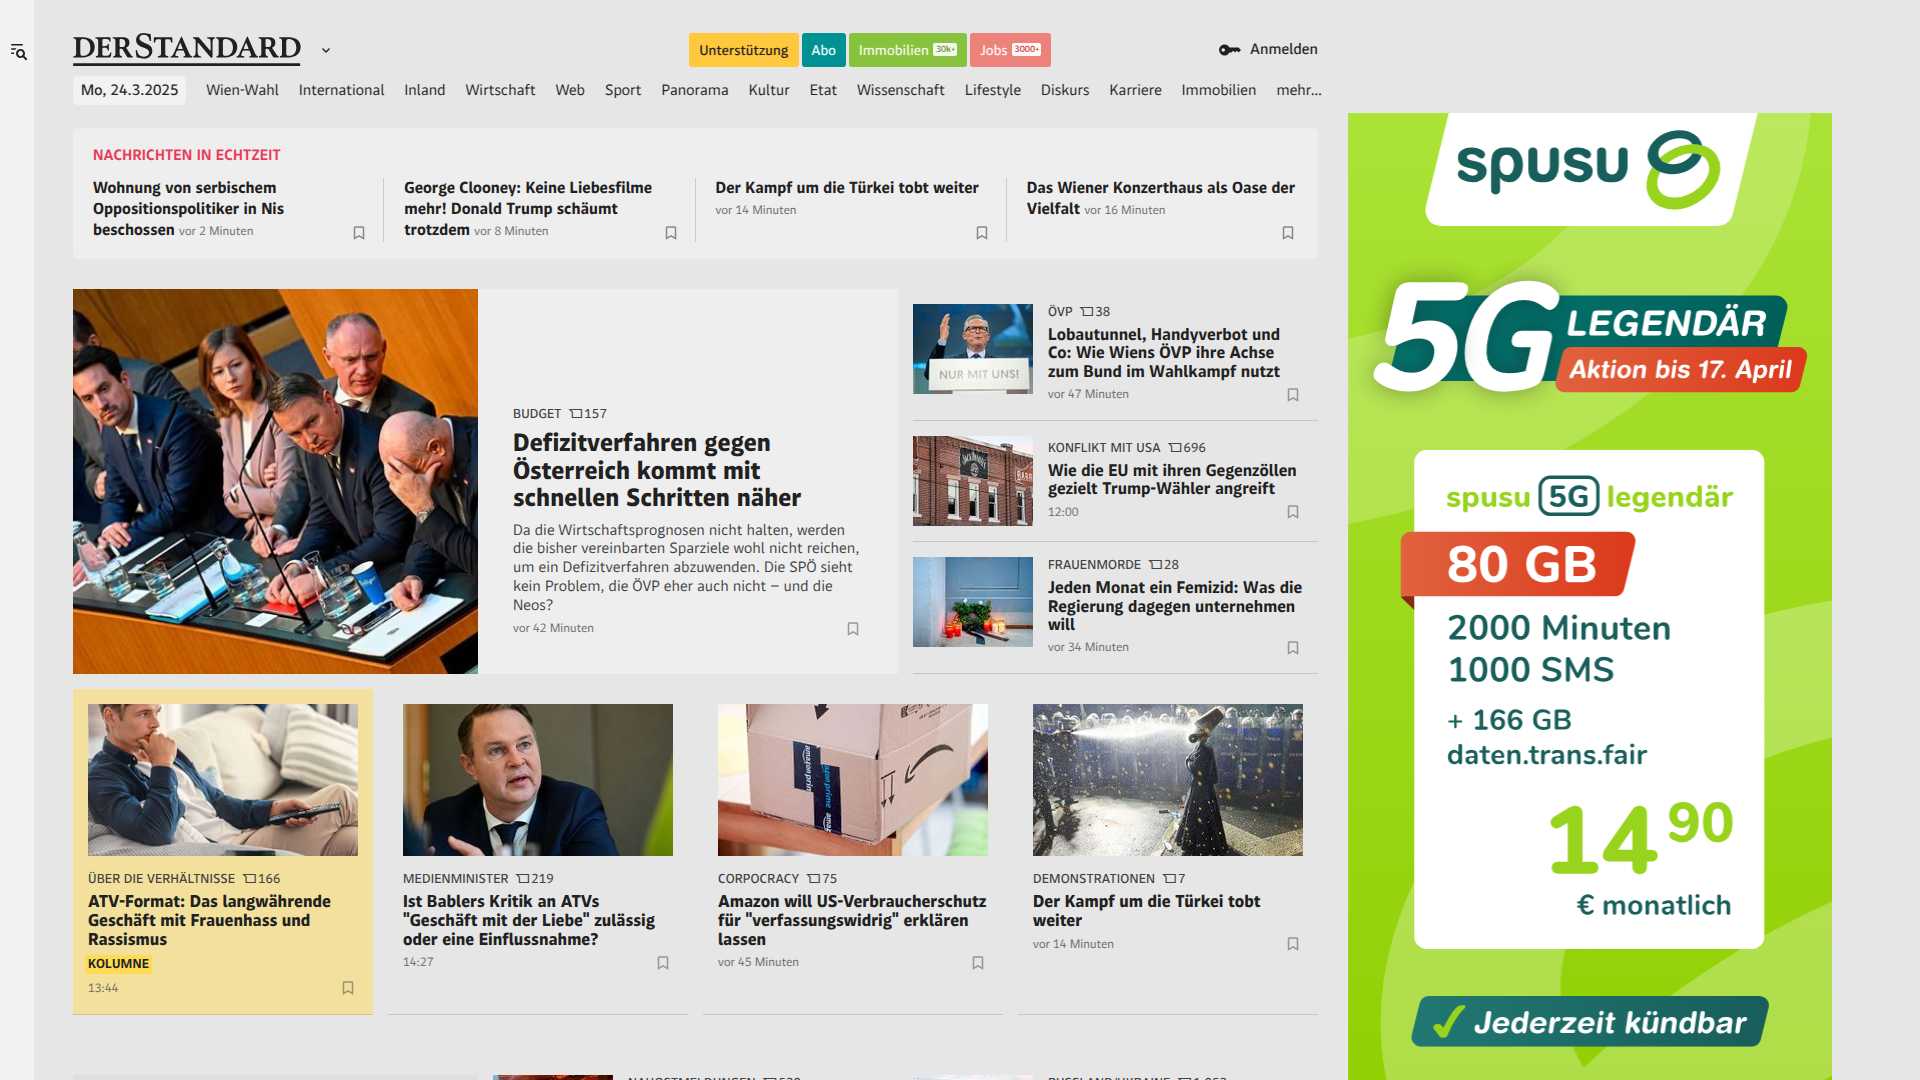 DERSTANDARD
Unterstützung
Abo
Immobilien 30k+
Jobs 3000+
Anmelden
Mo, 24.3.2025
Wien-Wahl
International
Inland
Wirtschaft
Web
Sport
Panorama
Kultur
Etat
Wissenschaft
Lifestyle
Diskurs
Karriere
Immobilien
mehr...
NACHRICHTEN IN ECHTZEIT
Wohnung von serbischem
Oppositionspolitiker in Nis
beschossen vor 2 Minuten
George Clooney: Keine Liebesfilme
mehr! Donald Trump schäumt
trotzdem vor 8 Minuten
Der Kampf um die Türkei tobt weiter
vor 14 Minuten
Das Wiener Konzerthaus als Oase der
Vielfalt vor 16 Minuten
BUDGET 157
Defizitverfahren gegen
Österreich kommt mit
schnellen Schritten näher
Da die Wirtschaftsprognosen nicht halten, werden
die bisher vereinbarten Sparziele wohl nicht reichen,
um ein Defizitverfahren abzuwenden. Die SPÖ sieht
kein Problem, die ÖVP eher auch nicht – und die
Neos?
vor 42 Minuten
NUR MIT UNS!
ÖVP 38
Lobautunnel, Handyverbot und
Co: Wie Wiens ÖVP ihre Achse
zum Bund im Wahlkampf nutzt
vor 47 Minuten
KONFLIKT MIT USA 696
Wie die EU mit ihren Gegenzöllen
gezielt Trump-Wähler angreift
12:00
FRAUENMORDE 28
Jeden Monat ein Femizid: Was die
Regierung dagegen unternehmen
will
vor 34 Minuten
ÜBER DIE VERHÄLTNISSE 166
ATV-Format: Das langwährende
Geschäft mit Frauenhass und
Rassismus
KOLUMNE
13:44
MEDIENMINISTER 219
Ist Bablers Kritik an ATVs
"Geschäft mit der Liebe" zulässig
oder eine Einflussnahme?
14:27
amazon prime
amazon prime
CORPOCRACY 75
Amazon will US-Verbraucherschutz
für "verfassungswidrig" erklären
lassen
vor 45 Minuten
DEMONSTRATIONEN 7
Der Kampf um die Türkei tobt
weiter
vor 14 Minuten
spusu
5G LEGENDÄR
Aktion bis 17. April
spusu 5G legendär
80 GB
2000 Minuten
1000 SMS
+ 166 GB
daten.trans.fair
14 90
€ monatlich
Jederzeit kündbar